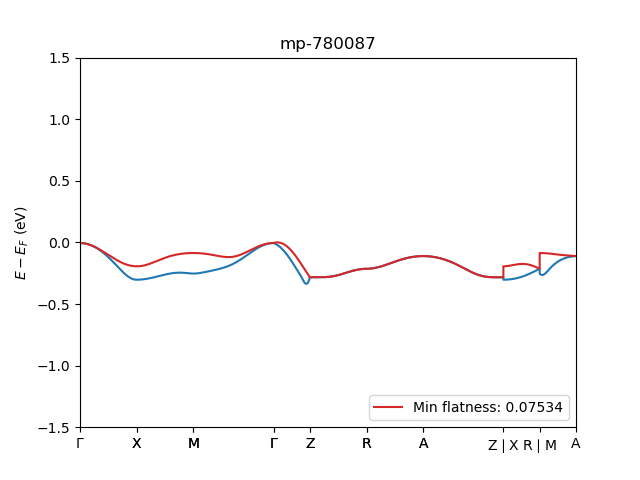 mp-780087
E − E_F (eV)
1.5
1.0
0.5
0.0
−0.5
−1.0
−1.5
Min flatness: 0.07534
Γ X M Γ Z R A Z | X R | M A